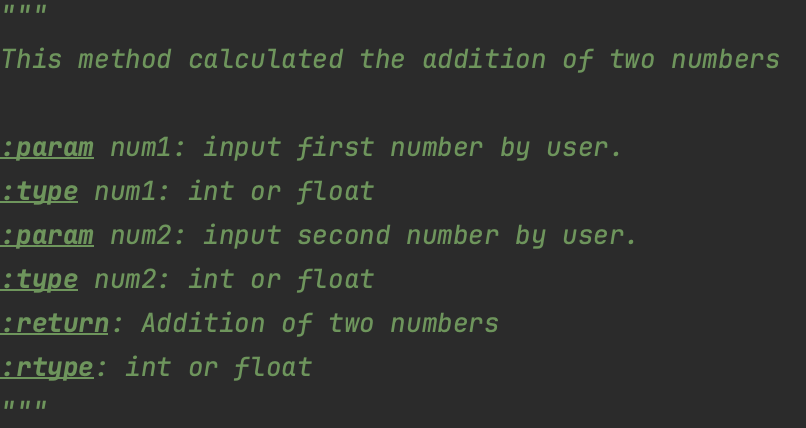 """
This method calculated the addition of two numbers

:param num1: input first number by user.
:type num1: int or float
:param num2: input second number by user.
:type num2: int or float
:return: Addition of two numbers
:rtype: int or float
"""